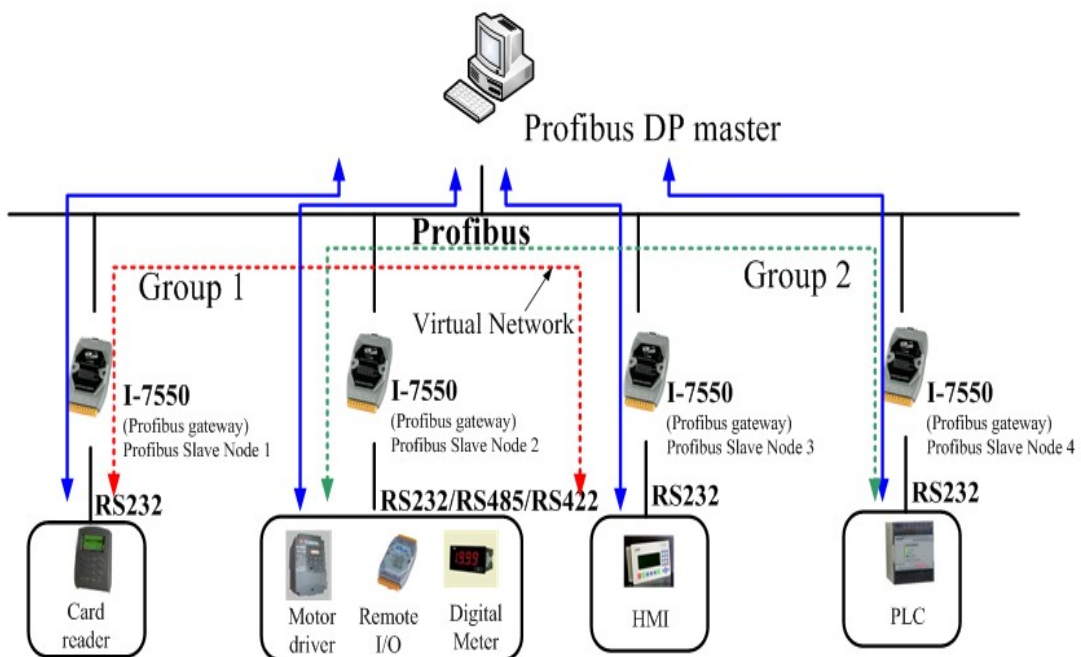 Profibus DP master
Profibus
Group 1
Group 2
Virtual Network
I-7550
(Profibus gateway)
Profibus Slave Node 1
I-7550
(Profibus gateway)
Profibus Slave Node 2
I-7550
(Profibus gateway)
Profibus Slave Node 3
I-7550
(Profibus gateway)
Profibus Slave Node 4
RS232
RS232/RS485/RS422
RS232
RS232
Card
reader
Motor
driver
Remote
I/O
1999
Digital
Meter
HMI
PLC